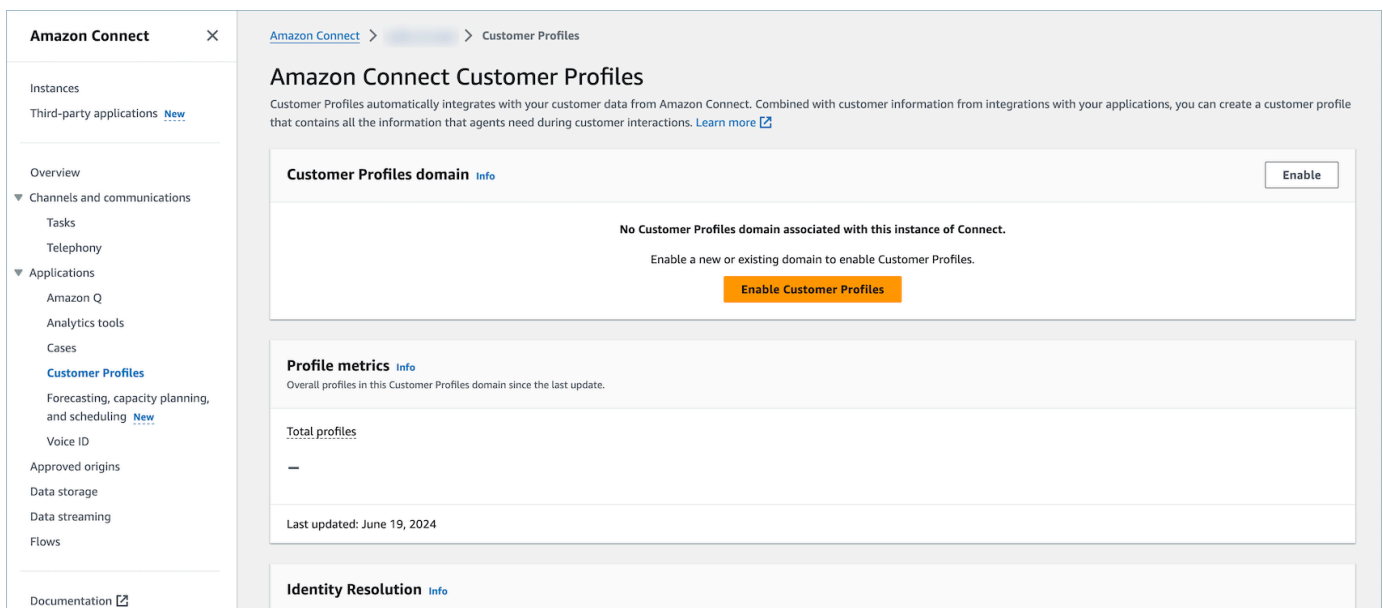 Amazon Connect
Instances
Third-party applications New
Overview
Channels and communications
Tasks
Telephony
Applications
Amazon Q
Analytics tools
Cases
Customer Profiles
Forecasting, capacity planning,
and scheduling New
Voice ID
Approved origins
Data storage
Data streaming
Flows
Documentation
Amazon Connect > > Customer Profiles
Amazon Connect Customer Profiles
Customer Profiles automatically integrates with your customer data from Amazon Connect. Combined with customer information from integrations with your applications, you can create a customer profile
that contains all the information that agents need during customer interactions. Learn more
Customer Profiles domain Info
Enable
No Customer Profiles domain associated with this instance of Connect.
Enable a new or existing domain to enable Customer Profiles.
Enable Customer Profiles
Profile metrics Info
Overall profiles in this Customer Profiles domain since the last update.
Total profiles
–
Last updated: June 19, 2024
Identity Resolution Info